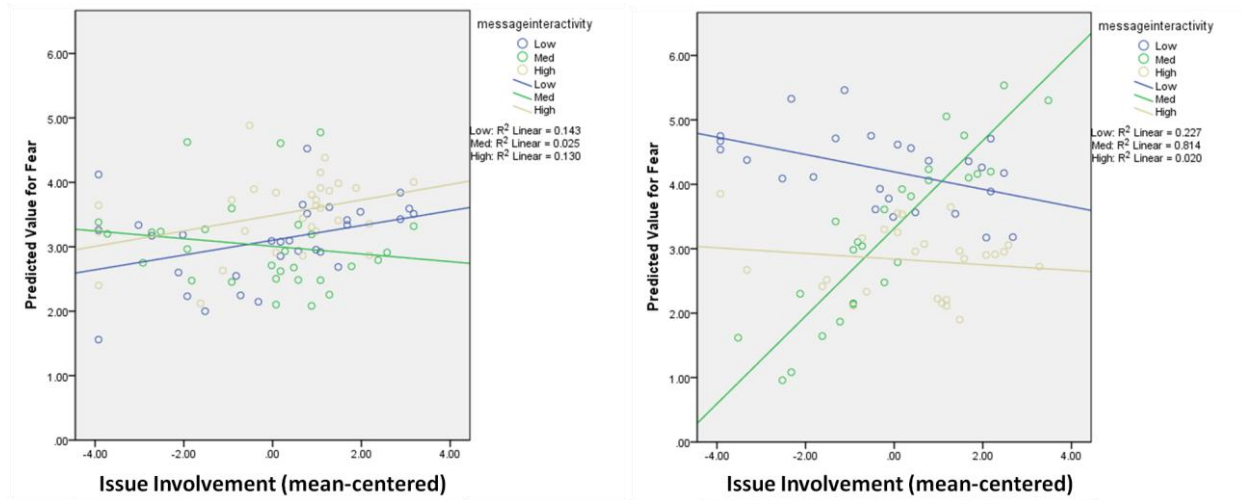 messageinteractivity
Low
Med
High
Low
Med
High
Low: R² Linear = 0.143
Med: R² Linear = 0.025
High: R² Linear = 0.130
Predicted Value for Fear
6.00
5.00
4.00
3.00
2.00
1.00
.00
-4.00 -2.00 .00 2.00 4.00
Issue Involvement (mean-centered)
messageinteractivity
Low
Med
High
Low
Med
High
Low: R² Linear = 0.227
Med: R² Linear = 0.814
High: R² Linear = 0.020
Predicted Value for Fear
6.00
5.00
4.00
3.00
2.00
1.00
.00
-4.00 -2.00 .00 2.00 4.00
Issue Involvement (mean-centered)